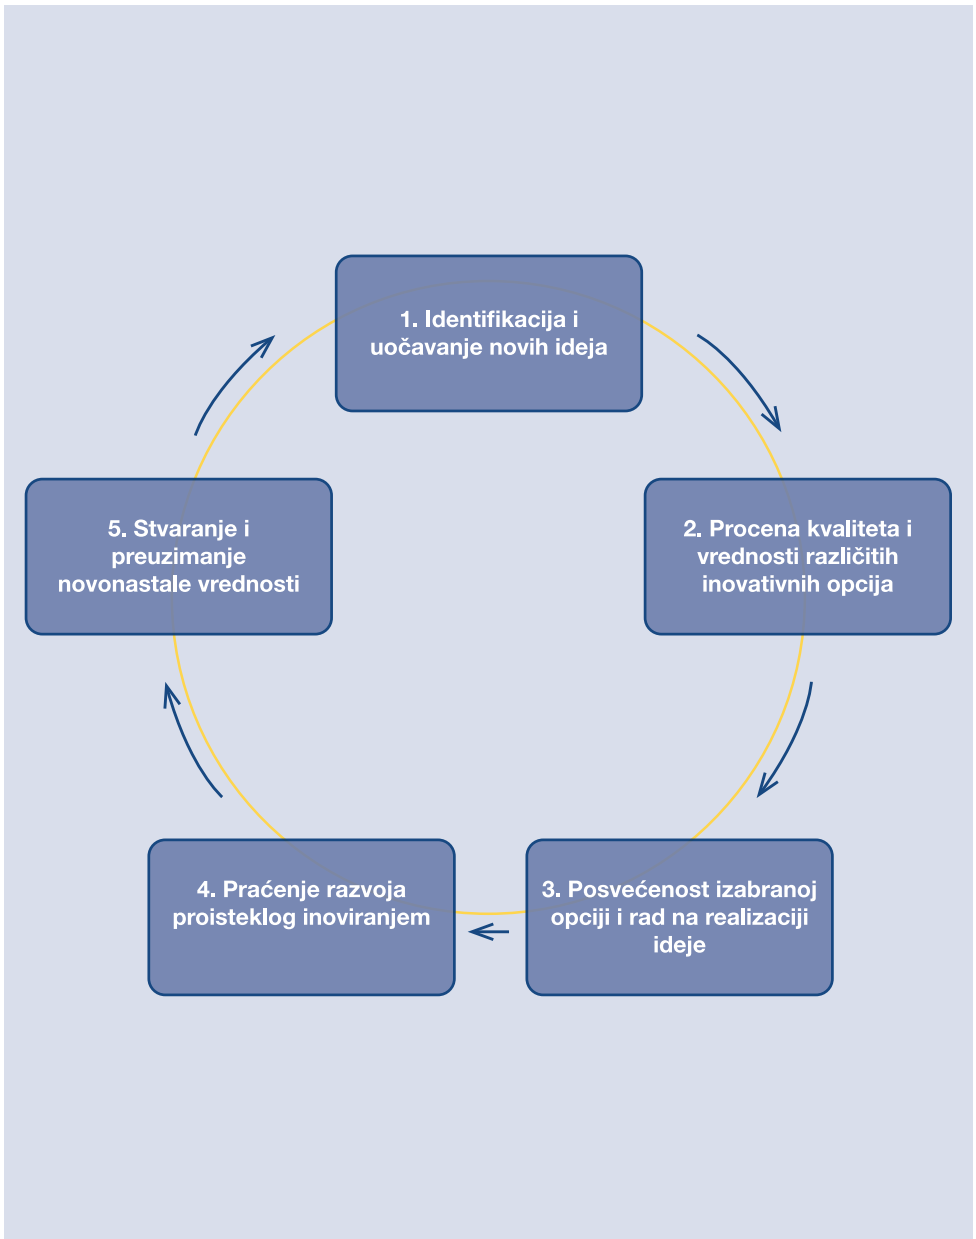 1. Identifikacija i
uočavanje novih ideja
2. Procena kvaliteta i
vrednosti različitih
inovativnih opcija
3. Posvećenost izabranoj
opciji i rad na realizaciji
ideje
4. Praćenje razvoja
proisteklog inoviranjem
5. Stvaranje i
preuzimanje
novonastale vrednosti